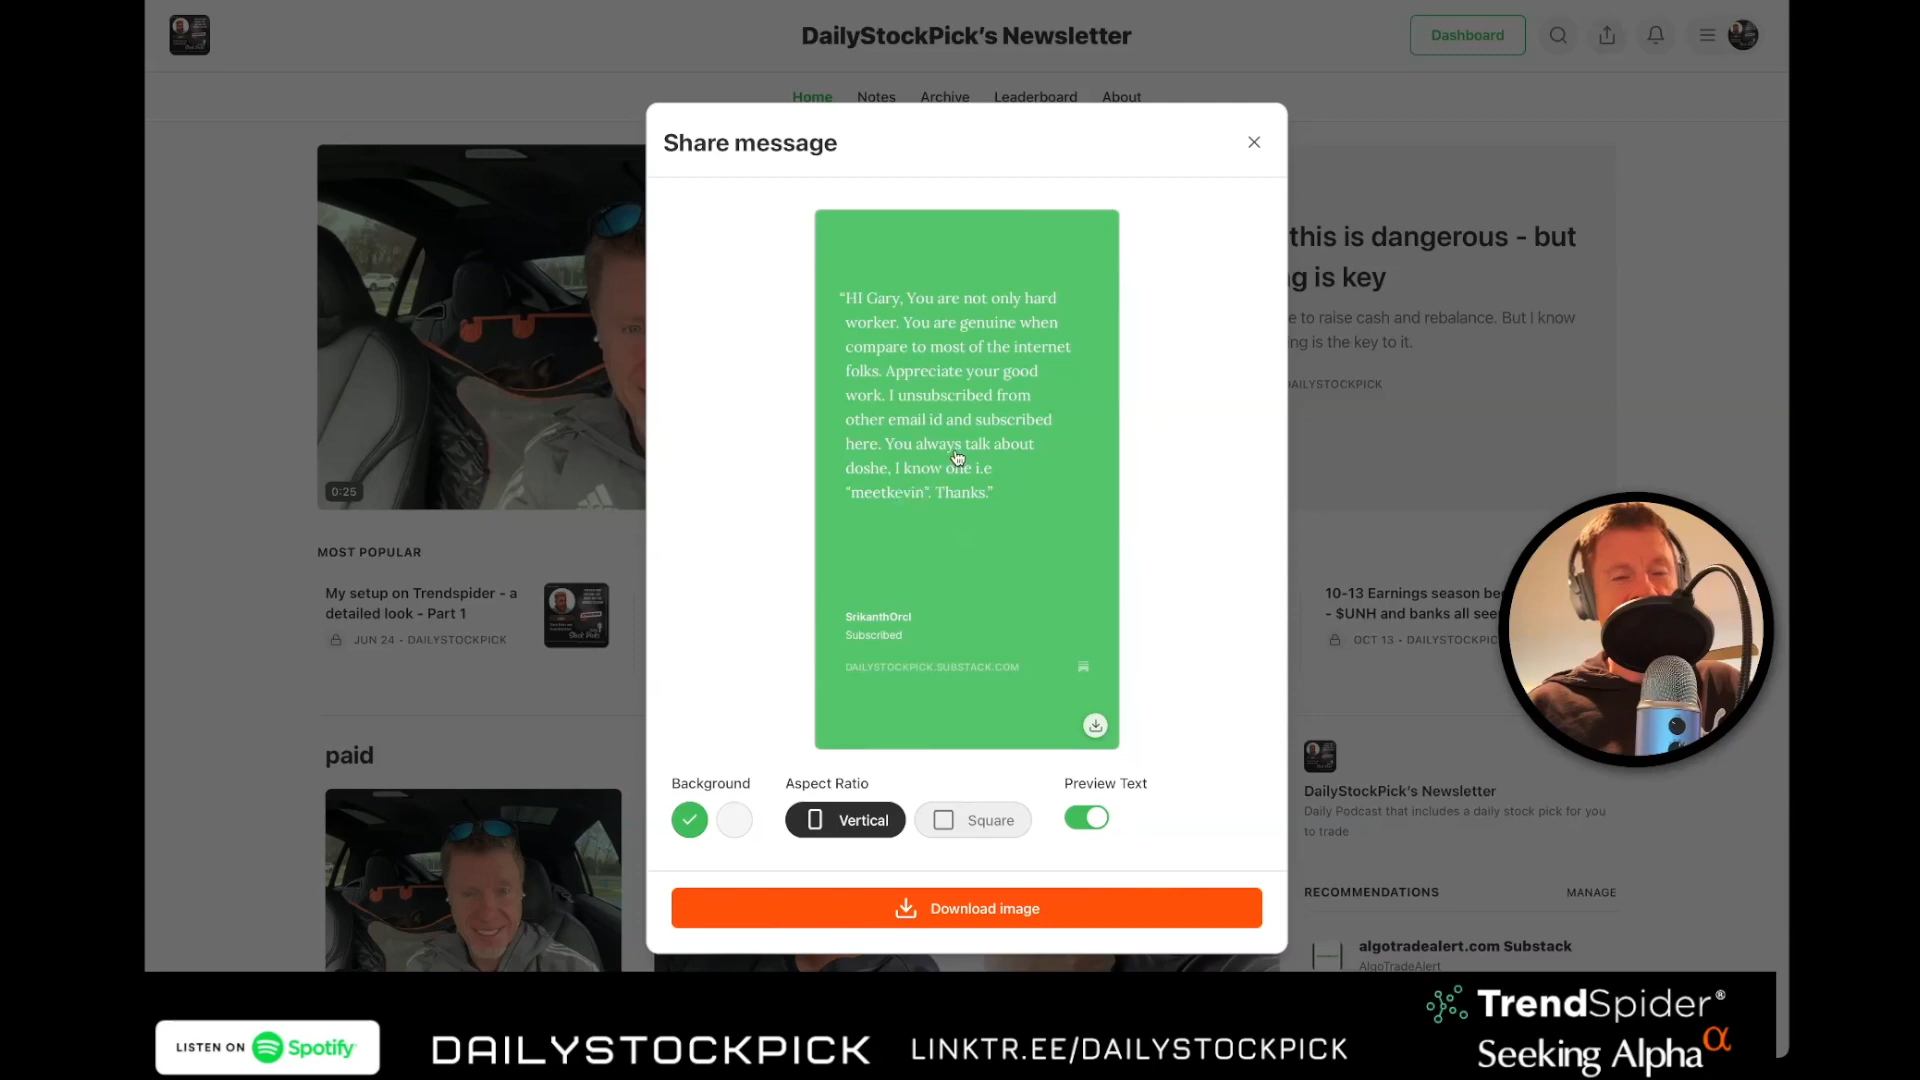 DailyStockPick's Newsletter
Dashboard
Home
Notes
Archive
Leaderboard
About
Share message
this is dangerous - but
g is key
e to raise cash and rebalance. But I know
ing is the key to it.
DAILYSTOCKPICK
“HI Gary, You are not only hard
worker. You are genuine when
compare to most of the internet
folks. Appreciate your good
work. I unsubscribed from
other email id and subscribed
here. You always talk about
doshe, I know one i.e
"meetkevin". Thanks.”
SrikanthOrcl
Subscribed
DAILYSTOCKPICK.SUBSTACK.COM
0:25
MOST POPULAR
My setup on Trendspider - a
detailed look - Part 1
JUN 24 • DAILYSTOCKPICK
10-13 Earnings season be
- $UNH and banks all see
OCT 13 • DAILYSTOCKPIC
paid
Background
Aspect Ratio
Preview Text
Vertical
Square
Download image
DailyStockPick's Newsletter
Daily Podcast that includes a daily stock pick for you
to trade
RECOMMENDATIONS
MANAGE
algotradealert.com Substack
AlgoTradeAlert
LISTEN ON Spotify
DAILYSTOCKPICK
LINKTR.EE/DAILYSTOCKPICK
TrendSpider®
Seeking Alpha α